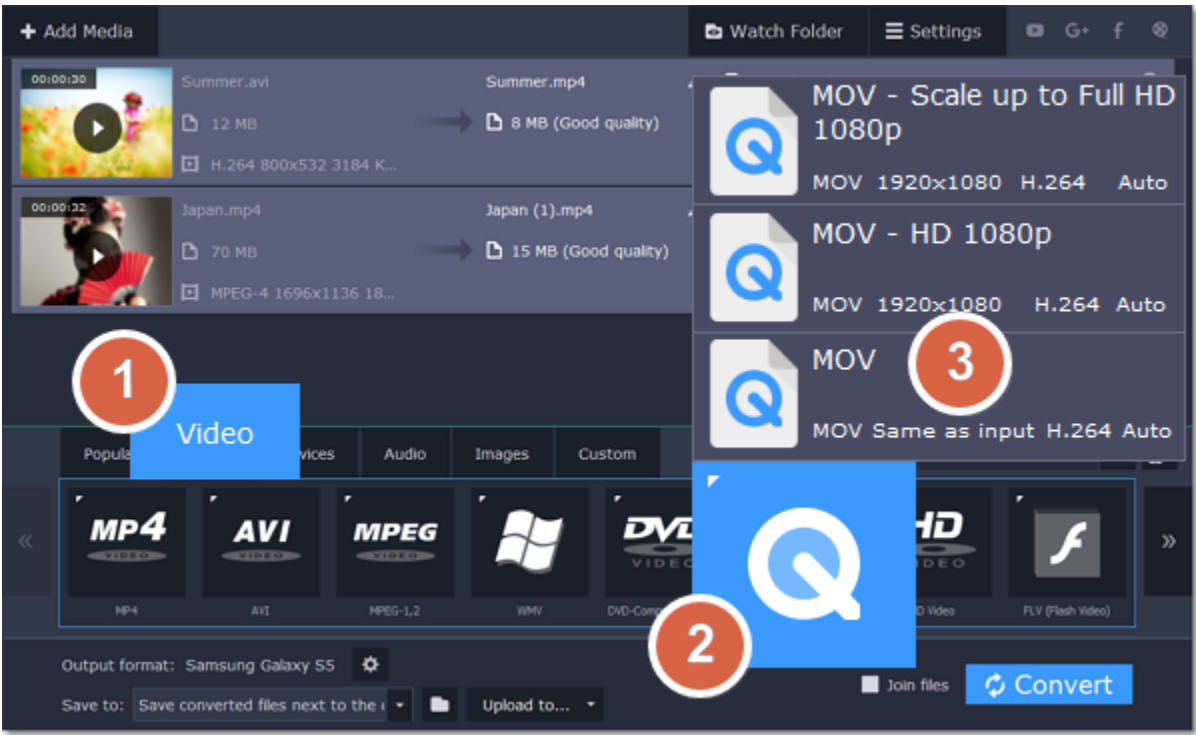 Add Media
Watch Folder
Settings
G+
f
00:00:30
Summer.avi
12 MB
H.264 800x532 3184 K...
Summer.mp4
8 MB (Good quality)
00:00:32
Japan.mp4
70 MB
MPEG-4 1696x1136 18...
Japan (1).mp4
15 MB (Good quality)
MOV - Scale up to Full HD
1080p
MOV 1920x1080 H.264 Auto
MOV - HD 1080p
MOV 1920x1080 H.264 Auto
MOV
MOV Same as input H.264 Auto
1
2
3
Video
Audio
Images
Custom
MP4
VIDEO
MP4
AVI
VIDEO
AVI
MPEG
VIDEO
MPEG-1,2
WMV
VIDEO
HD
Video
FLV (Flash Video)
Output format: Samsung Galaxy S5
Save to: Save converted files next to the
Upload to...
Join files
Convert